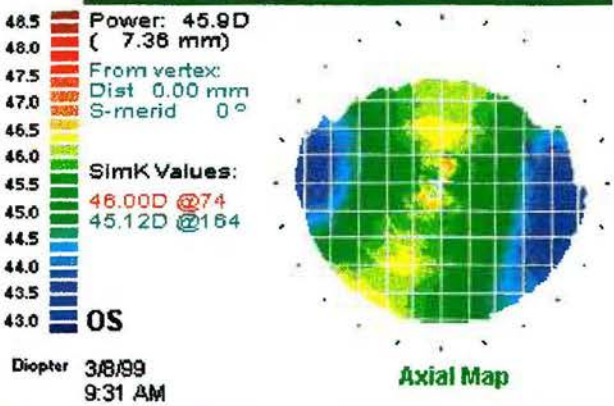 48.5
48.0
47.5
47.0
46.5
46.0
45.5
45.0
44.5
44.0
43.5
43.0
Diopter
Power: 45.9D
( 7.36 mm)
From vertex:
Dist 0.00 mm
S-merid 0°
SimK Values:
46.00D @74
45.12D @164
OS
3/8/99
9:31 AM
Axial Map